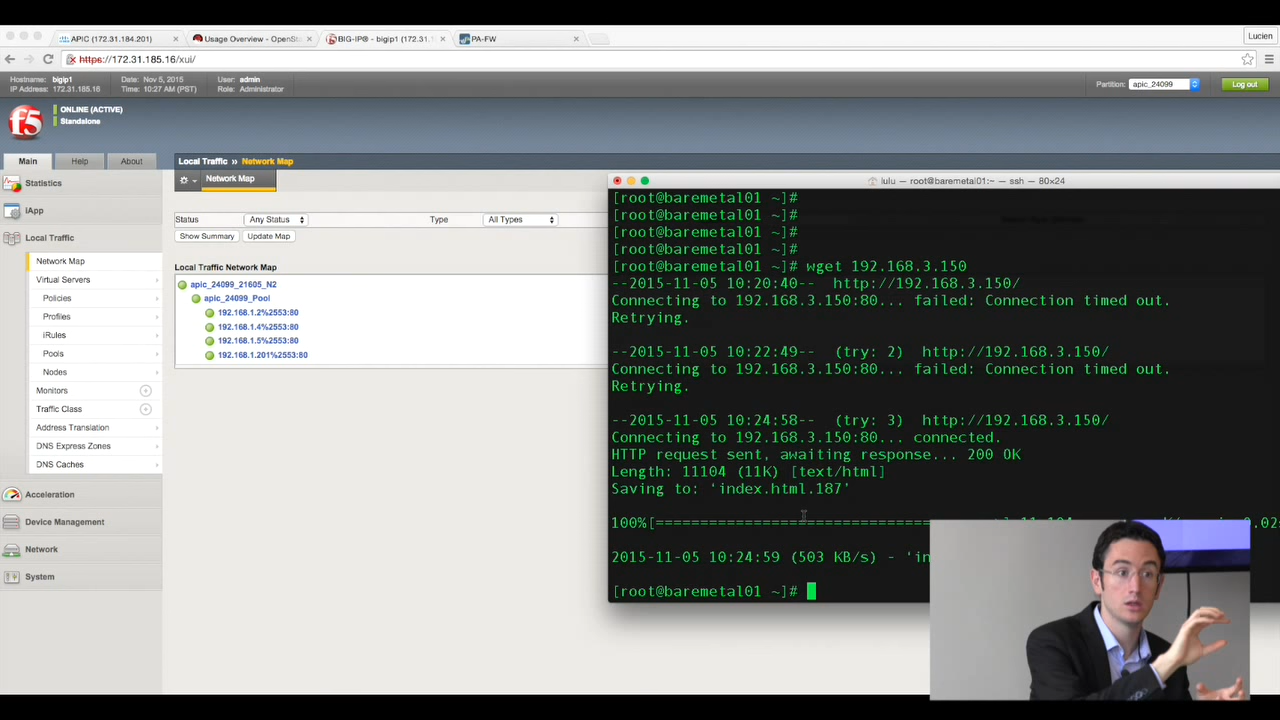 APIC (172.31.184.201)
Usage Overview - OpenSta
BIG-IP® - bigip1 (172.31.1
PA-FW
Lucien
https://172.31.185.16/xui/
Hostname: bigip1 Date: Nov 5, 2015 User: admin
IP Address: 172.31.185.16 Time: 10:27 AM (PST) Role: Administrator
Partition: apic_24099 Log out
f5
ONLINE (ACTIVE)
Standalone
Main Help About
Local Traffic » Network Map
Network Map
Statistics
iApp
Local Traffic
Network Map
Virtual Servers
Policies
Profiles
iRules
Pools
Nodes
Monitors
Traffic Class
Address Translation
DNS Express Zones
DNS Caches
Acceleration
Device Management
Network
System
Status Any Status Type All Types
Show Summary Update Map
Local Traffic Network Map
apic_24099_21605_N2
apic_24099_Pool
192.168.1.2%2553:80
192.168.1.4%2553:80
192.168.1.5%2553:80
192.168.1.201%2553:80
lulu — root@baremetal01:~ — ssh — 80×24
[root@baremetal01 ~]#
[root@baremetal01 ~]#
[root@baremetal01 ~]#
[root@baremetal01 ~]#
[root@baremetal01 ~]# wget 192.168.3.150
--2015-11-05 10:20:40-- http://192.168.3.150/
Connecting to 192.168.3.150:80... failed: Connection timed out.
Retrying.
--2015-11-05 10:22:49-- (try: 2) http://192.168.3.150/
Connecting to 192.168.3.150:80... failed: Connection timed out.
Retrying.
--2015-11-05 10:24:58-- (try: 3) http://192.168.3.150/
Connecting to 192.168.3.150:80... connected.
HTTP request sent, awaiting response... 200 OK
Length: 11104 (11K) [text/html]
Saving to: 'index.html.187'
100%[
2015-11-05 10:24:59 (503 KB/s) - 'in
[root@baremetal01 ~]#